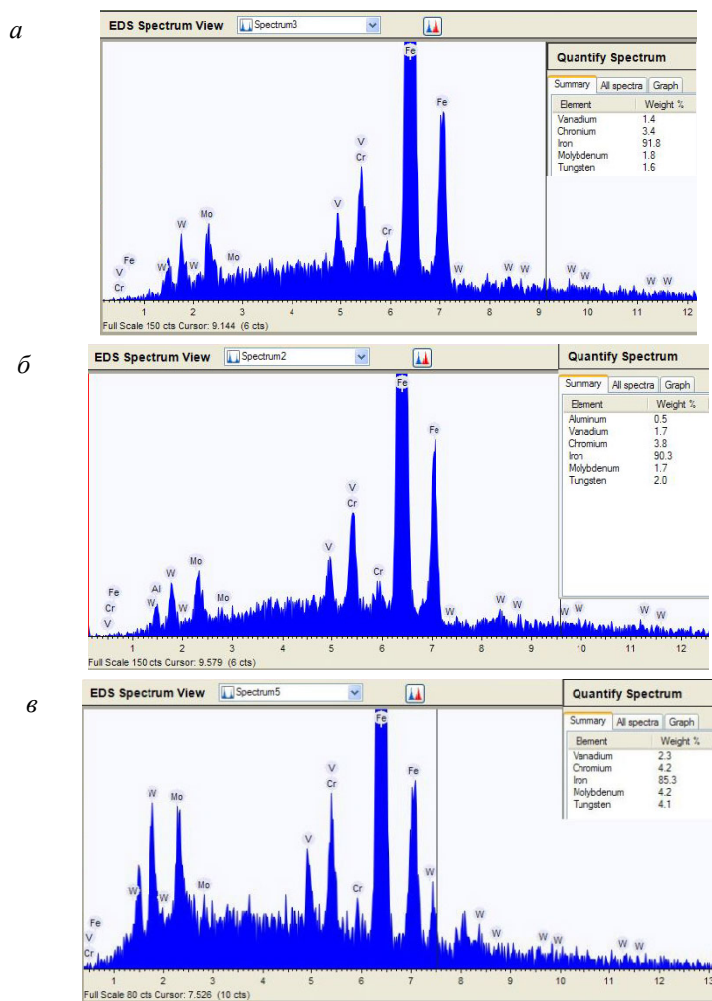 а
EDS Spectrum View Spectrum3
Quantify Spectrum
Summary All spectra Graph
Element Weight %
Vanadium 1.4
Chronium 3.4
Iron 91.8
Molybdenum 1.8
Tungsten 1.6
Fe
Fe
V
Cr
V
Cr
Mo
W
Mo
W
W
Fe
V
Cr
W
W
W
W
W
W
W
1 2 3 4 5 6 7 8 9 10 11 12
Full Scale 150 cts Cursor: 9.144 (6 cts)
б
EDS Spectrum View Spectrum2
Quantify Spectrum
Summary All spectra Graph
Element Weight %
Aluminum 0.5
Vanadium 1.7
Chromium 3.8
Iron 90.3
Molybdenum 1.7
Tungsten 2.0
Fe
Fe
V
Cr
V
Cr
Mo
W
Al
Mo
W
W
Fe
Cr
V
W
W
W
W
W
W
W
1 2 3 4 5 6 7 8 9 10 11 12
Full Scale 150 cts Cursor: 9.579 (6 cts)
в
EDS Spectrum View Spectrum5
Quantify Spectrum
Summary All spectra Graph
Element Weight %
Vanadium 2.3
Chromium 4.2
Iron 85.3
Molybdenum 4.2
Tungsten 4.1
Fe
Fe
V
Cr
V
Cr
W
Mo
Mo
W
W
Fe
V
Cr
W
W
W
W
W
W
W
1 2 3 4 5 6 7 8 9 10 11 12 13
Full Scale 80 cts Cursor: 7.526 (10 cts)